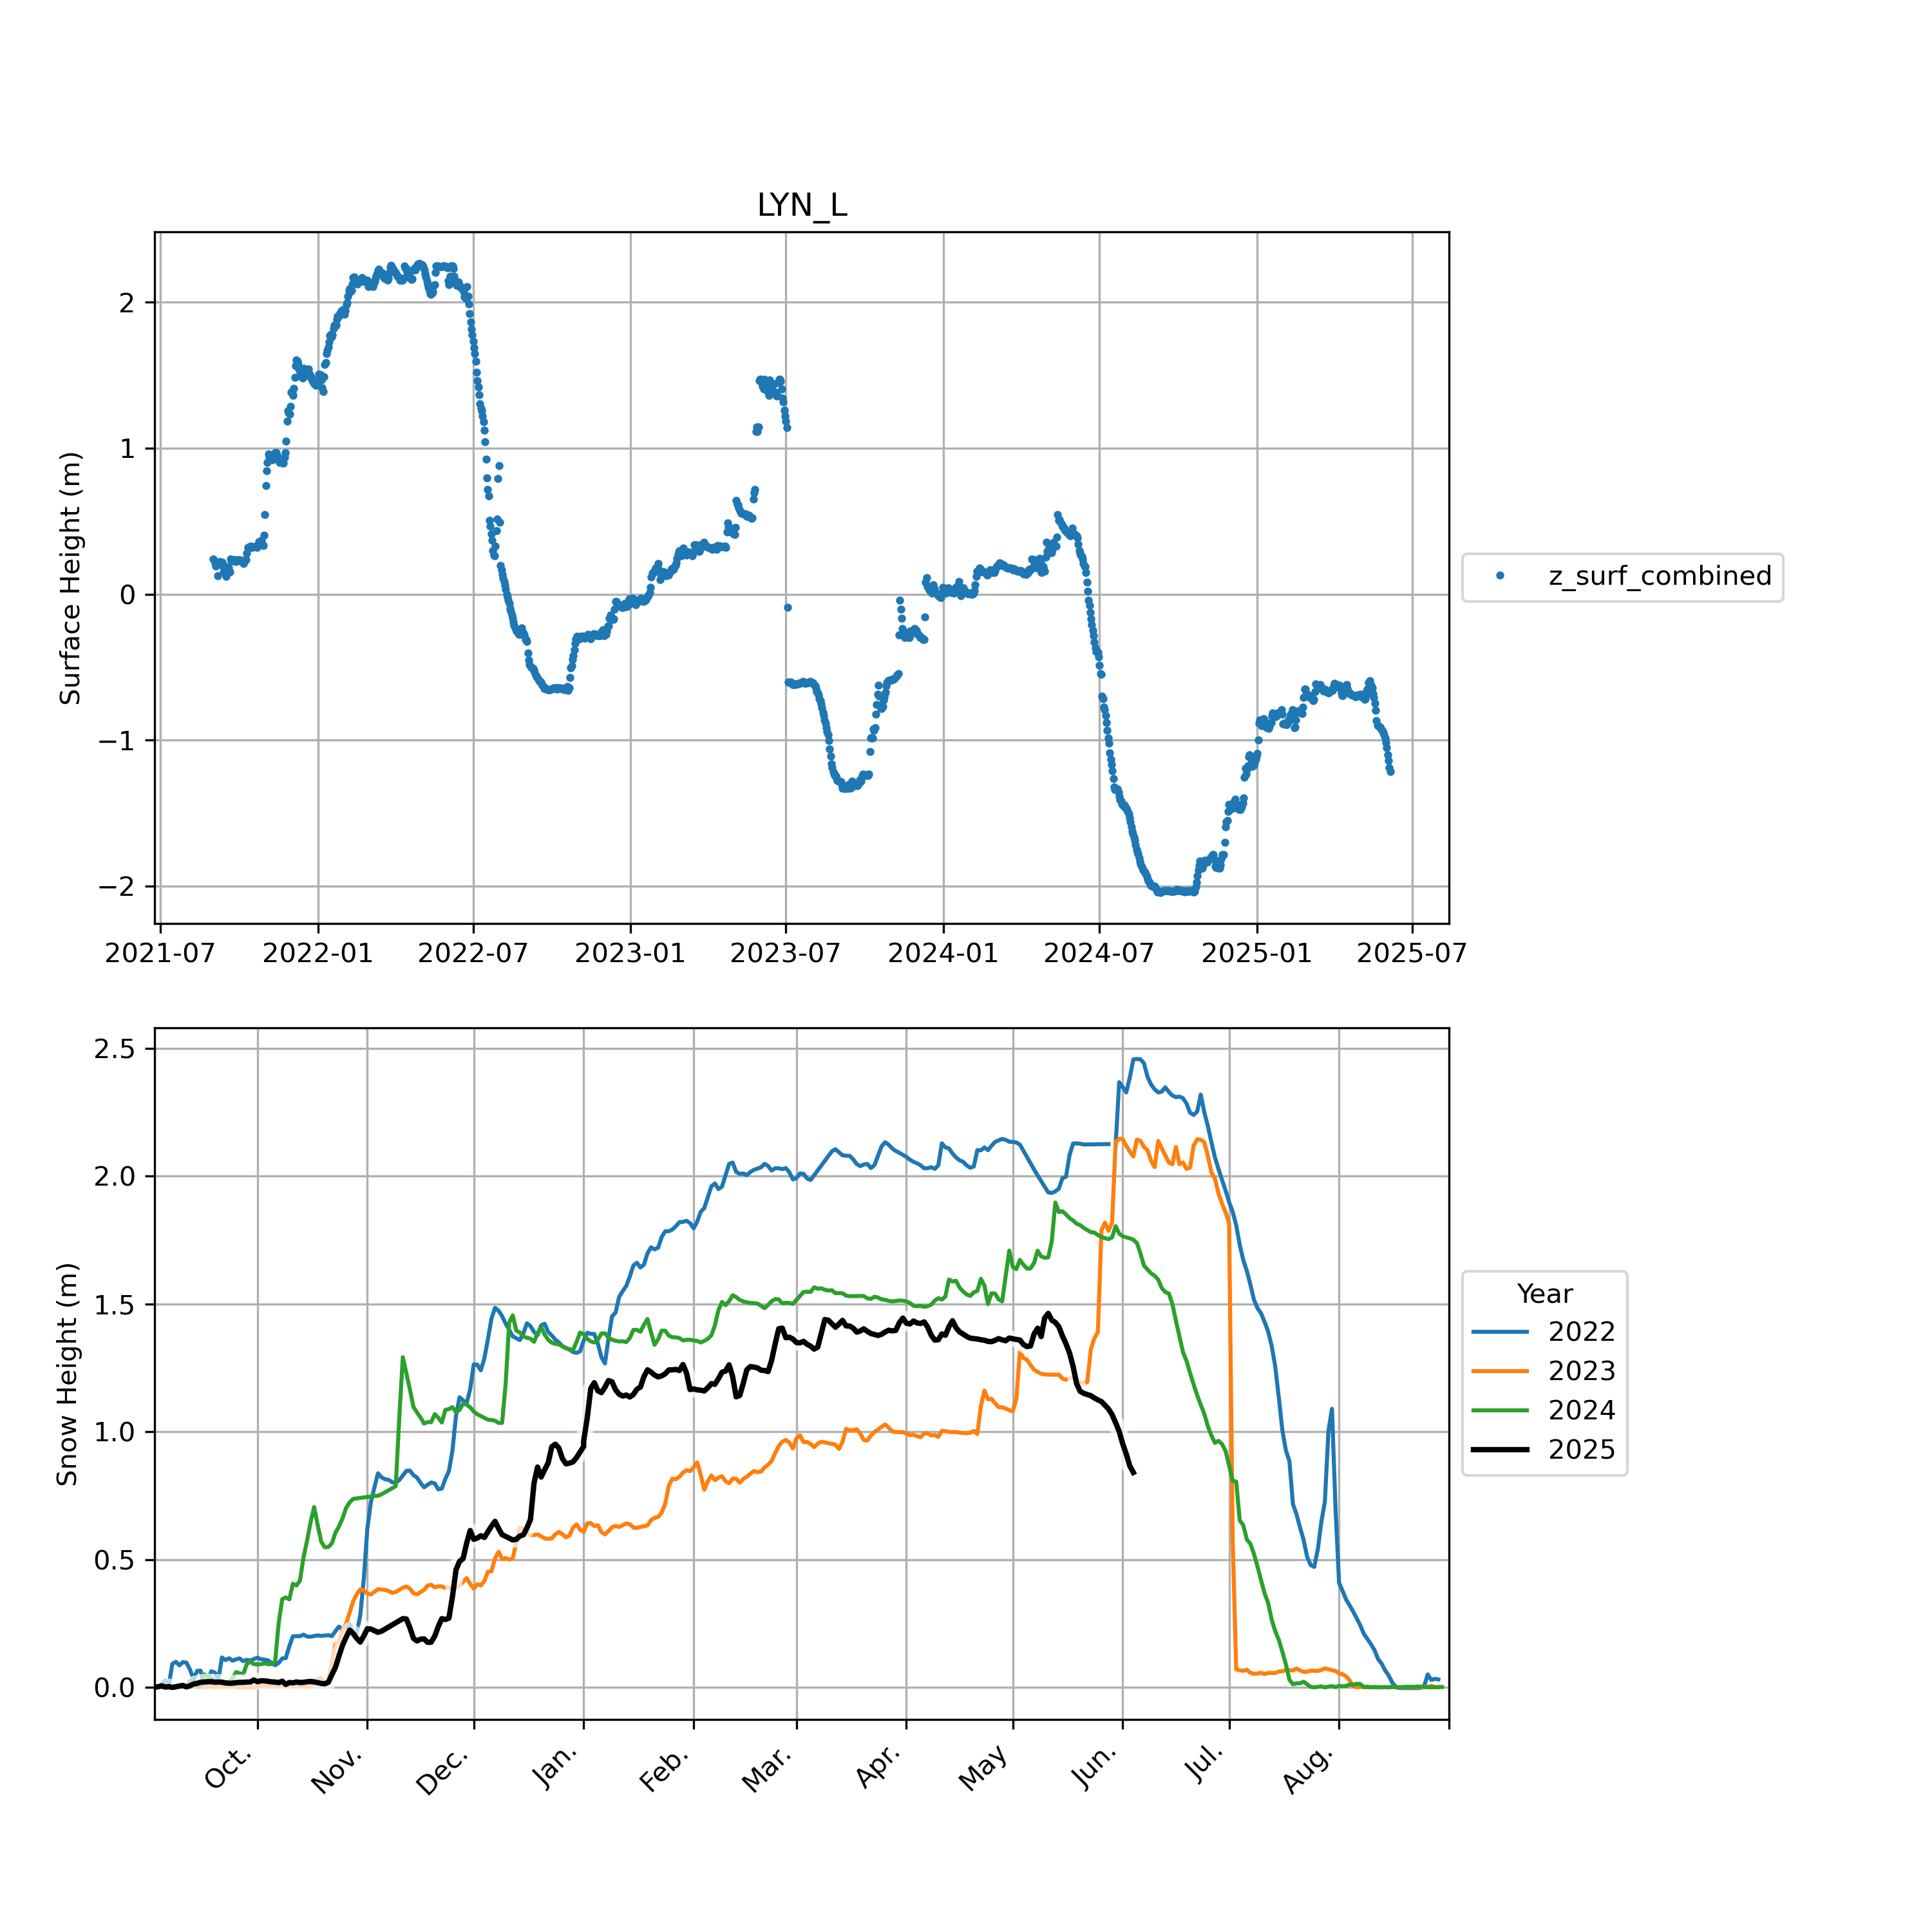 LYN_L
Surface Height (m)
2
1
0
−1
−2
2021-07 2022-01 2022-07 2023-01 2023-07 2024-01 2024-07 2025-01 2025-07
z_surf_combined
Snow Height (m)
2.5
2.0
1.5
1.0
0.5
0.0
Oct. Nov. Dec. Jan. Feb. Mar. Apr. May Jun. Jul. Aug.
Year
2022
2023
2024
2025